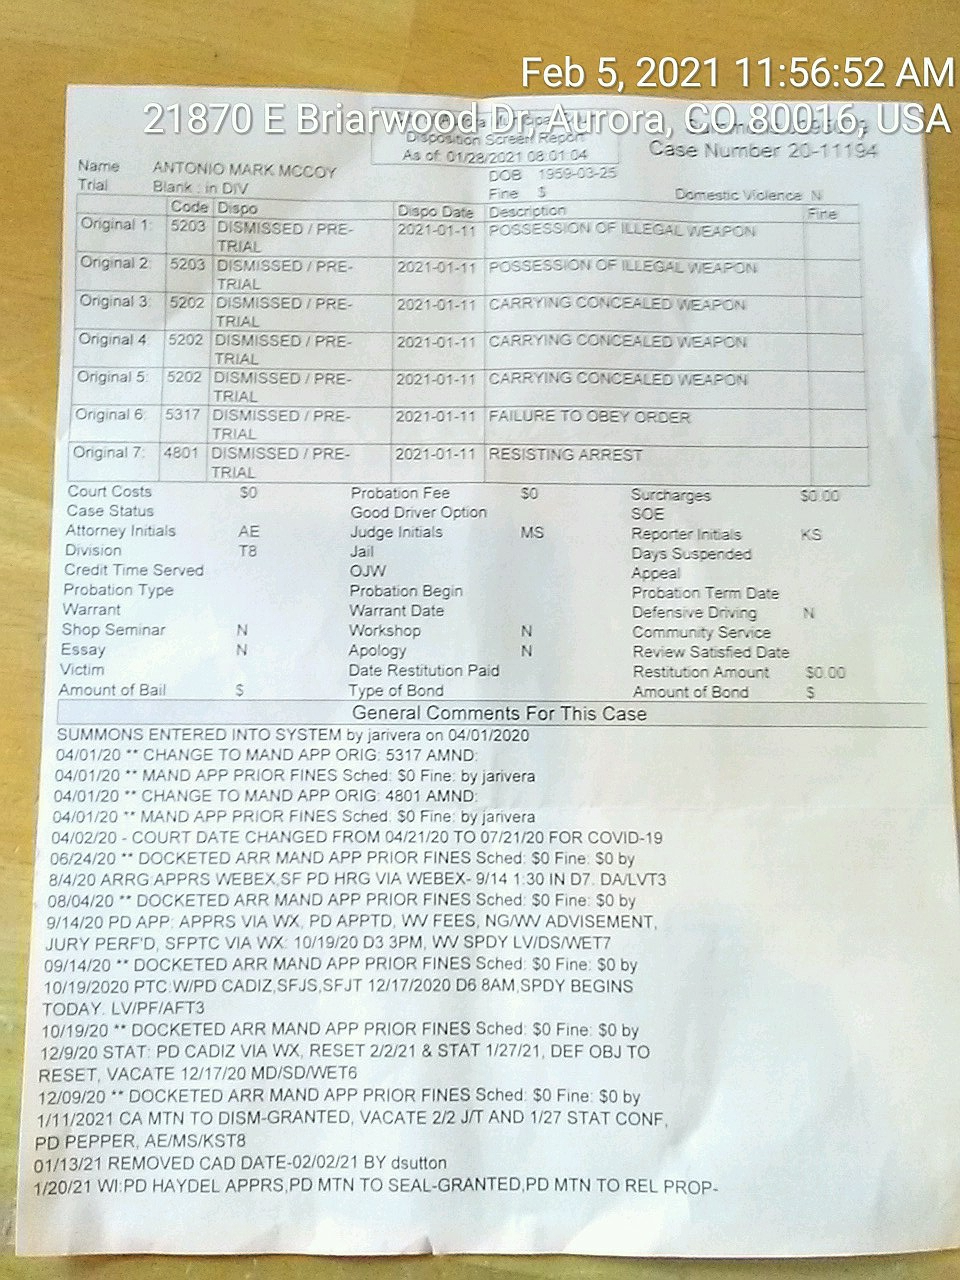 Feb 5, 2021 11:56:52 AM
21870 E Briarwood Dr, Aurora, CO 80016, USA
Disposition Screen Report
As of: 01/28/2021 08:01:04
Case Number 20-11194
Name ANTONIO MARK MCCOY DOB 1959-03-25
Trial Blank : in DIV Fine $ Domestic Violence N
Code Dispo Dispo Date Description Fine
Original 1: 5203 DISMISSED / PRE-TRIAL 2021-01-11 POSSESSION OF ILLEGAL WEAPON
Original 2: 5203 DISMISSED / PRE-TRIAL 2021-01-11 POSSESSION OF ILLEGAL WEAPON
Original 3: 5202 DISMISSED / PRE-TRIAL 2021-01-11 CARRYING CONCEALED WEAPON
Original 4: 5202 DISMISSED / PRE-TRIAL 2021-01-11 CARRYING CONCEALED WEAPON
Original 5: 5202 DISMISSED / PRE-TRIAL 2021-01-11 CARRYING CONCEALED WEAPON
Original 6: 5317 DISMISSED / PRE-TRIAL 2021-01-11 FAILURE TO OBEY ORDER
Original 7: 4801 DISMISSED / PRE-TRIAL 2021-01-11 RESISTING ARREST
Court Costs $0 Probation Fee $0 Surcharges $0.00
Case Status Good Driver Option SOE
Attorney Initials AE Judge Initials MS Reporter Initials KS
Division T8 Jail Days Suspended
Credit Time Served OJW Appeal
Probation Type Probation Begin Probation Term Date
Warrant Warrant Date Defensive Driving N
Shop Seminar N Workshop N Community Service
Essay N Apology N Review Satisfied Date
Victim Date Restitution Paid Restitution Amount $0.00
Amount of Bail $ Type of Bond Amount of Bond $
General Comments For This Case
SUMMONS ENTERED INTO SYSTEM by jarivera on 04/01/2020
04/01/20 ** CHANGE TO MAND APP ORIG: 5317 AMND:
04/01/20 ** MAND APP PRIOR FINES Sched: $0 Fine: by jarivera
04/01/20 ** CHANGE TO MAND APP ORIG: 4801 AMND:
04/01/20 ** MAND APP PRIOR FINES Sched: $0 Fine: by jarivera
04/02/20 - COURT DATE CHANGED FROM 04/21/20 TO 07/21/20 FOR COVID-19
06/24/20 ** DOCKETED ARR MAND APP PRIOR FINES Sched: $0 Fine: $0 by
8/4/20 ARRG:APPRS WEBEX,SF PD HRG VIA WEBEX- 9/14 1:30 IN D7. DA/LVT3
08/04/20 ** DOCKETED ARR MAND APP PRIOR FINES Sched: $0 Fine: $0 by
9/14/20 PD APP: APPRS VIA WX, PD APPTD, WV FEES, NG/WV ADVISEMENT,
JURY PERF'D, SFPTC VIA WX: 10/19/20 D3 3PM, WV SPDY LV/DS/WET7
09/14/20 ** DOCKETED ARR MAND APP PRIOR FINES Sched: $0 Fine: $0 by
10/19/2020 PTC:W/PD CADIZ,SFJS,SFJT 12/17/2020 D6 8AM,SPDY BEGINS
TODAY. LV/PF/AFT3
10/19/20 ** DOCKETED ARR MAND APP PRIOR FINES Sched: $0 Fine: $0 by
12/9/20 STAT: PD CADIZ VIA WX, RESET 2/2/21 & STAT 1/27/21, DEF OBJ TO
RESET, VACATE 12/17/20 MD/SD/WET6
12/09/20 ** DOCKETED ARR MAND APP PRIOR FINES Sched: $0 Fine: $0 by
1/11/2021 CA MTN TO DISM-GRANTED, VACATE 2/2 J/T AND 1/27 STAT CONF,
PD PEPPER, AE/MS/KST8
01/13/21 REMOVED CAD DATE-02/02/21 BY dsutton
1/20/21 WI:PD HAYDEL APPRS,PD MTN TO SEAL-GRANTED,PD MTN TO REL PROP-